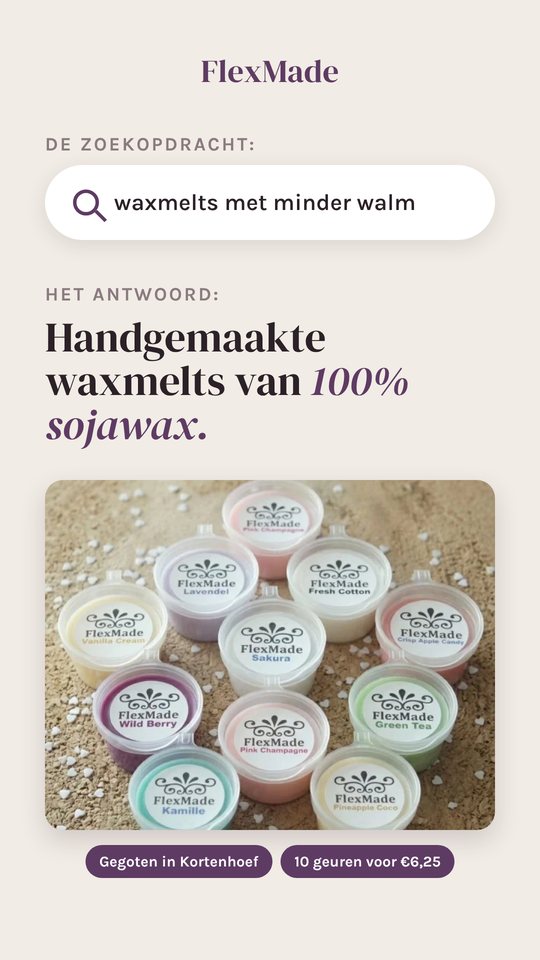 FlexMade
DE ZOEKOPDRACHT:
waxmelts met minder walm
HET ANTWOORD:
Handgemaakte
waxmelts van 100%
sojawax.
FlexMade
Pink Champagne
FlexMade
Lavendel
FlexMade
Fresh Cotton
FlexMade
Vanilla Cream
FlexMade
Sakura
FlexMade
Crisp Apple Candy
FlexMade
Wild Berry
FlexMade
Pink Champagne
FlexMade
Green Tea
FlexMade
Kamille
FlexMade
Pineapple Coco
Gegoten in Kortenhoef
10 geuren voor €6,25